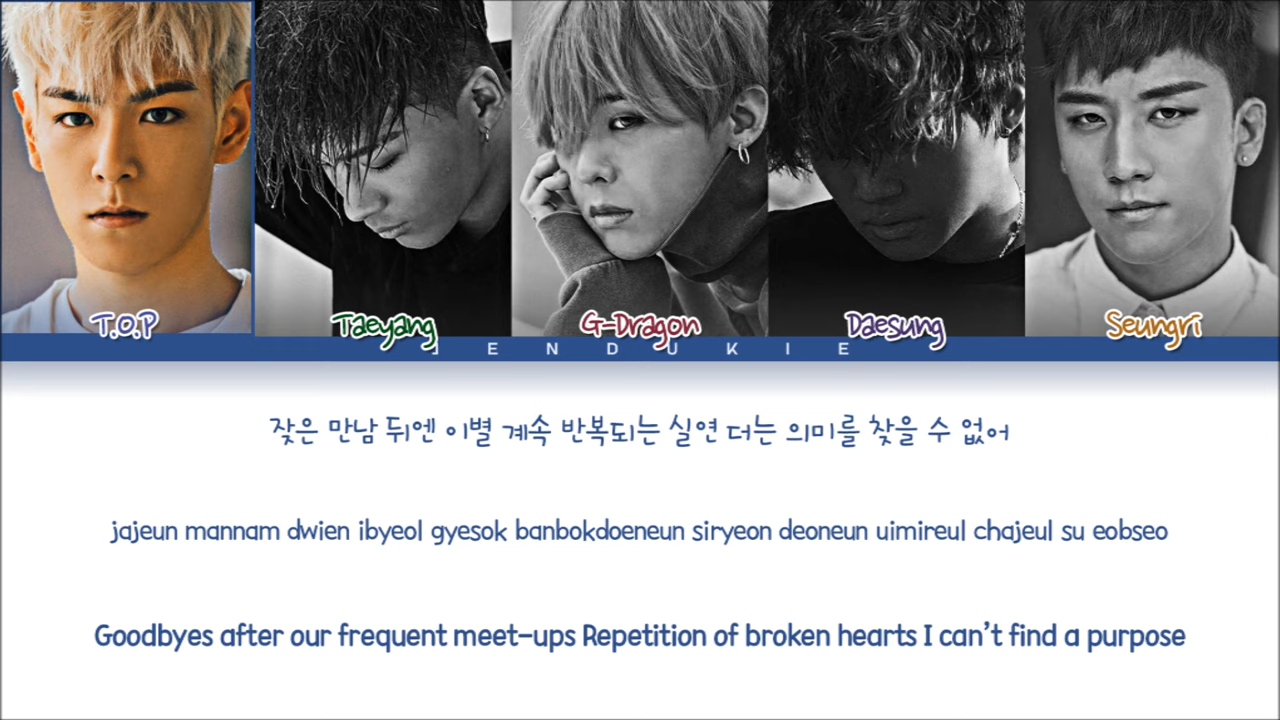 T.O.P Taeyang G-Dragon Daesung Seungri
J E N D U K I E
잦은 만남 뒤엔 이별 계속 반복되는 실연 더는 의미를 찾을 수 없어
jajeun mannam dwien ibyeol gyesok banbokdoeneun siryeon deoneun uimireul chajeul su eobseo
Goodbyes after our frequent meet-ups Repetition of broken hearts I can't find a purpose